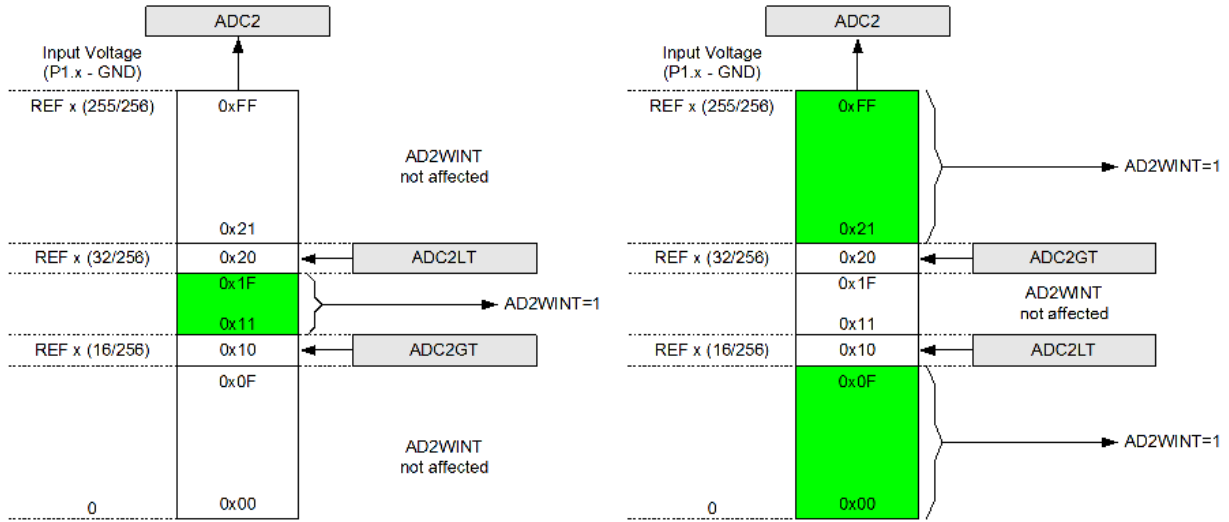 ADC2
Input Voltage
(P1.x - GND)
REF x (255/256)
0xFF
AD2WINT
not affected
0x21
REF x (32/256)
0x20
ADC2LT
0x1F
AD2WINT=1
0x11
REF x (16/256)
0x10
ADC2GT
0x0F
AD2WINT
not affected
0x00
0
ADC2
Input Voltage
(P1.x - GND)
REF x (255/256)
0xFF
AD2WINT=1
0x21
REF x (32/256)
0x20
ADC2GT
0x1F
AD2WINT
not affected
0x11
REF x (16/256)
0x10
ADC2LT
0x0F
AD2WINT=1
0x00
0